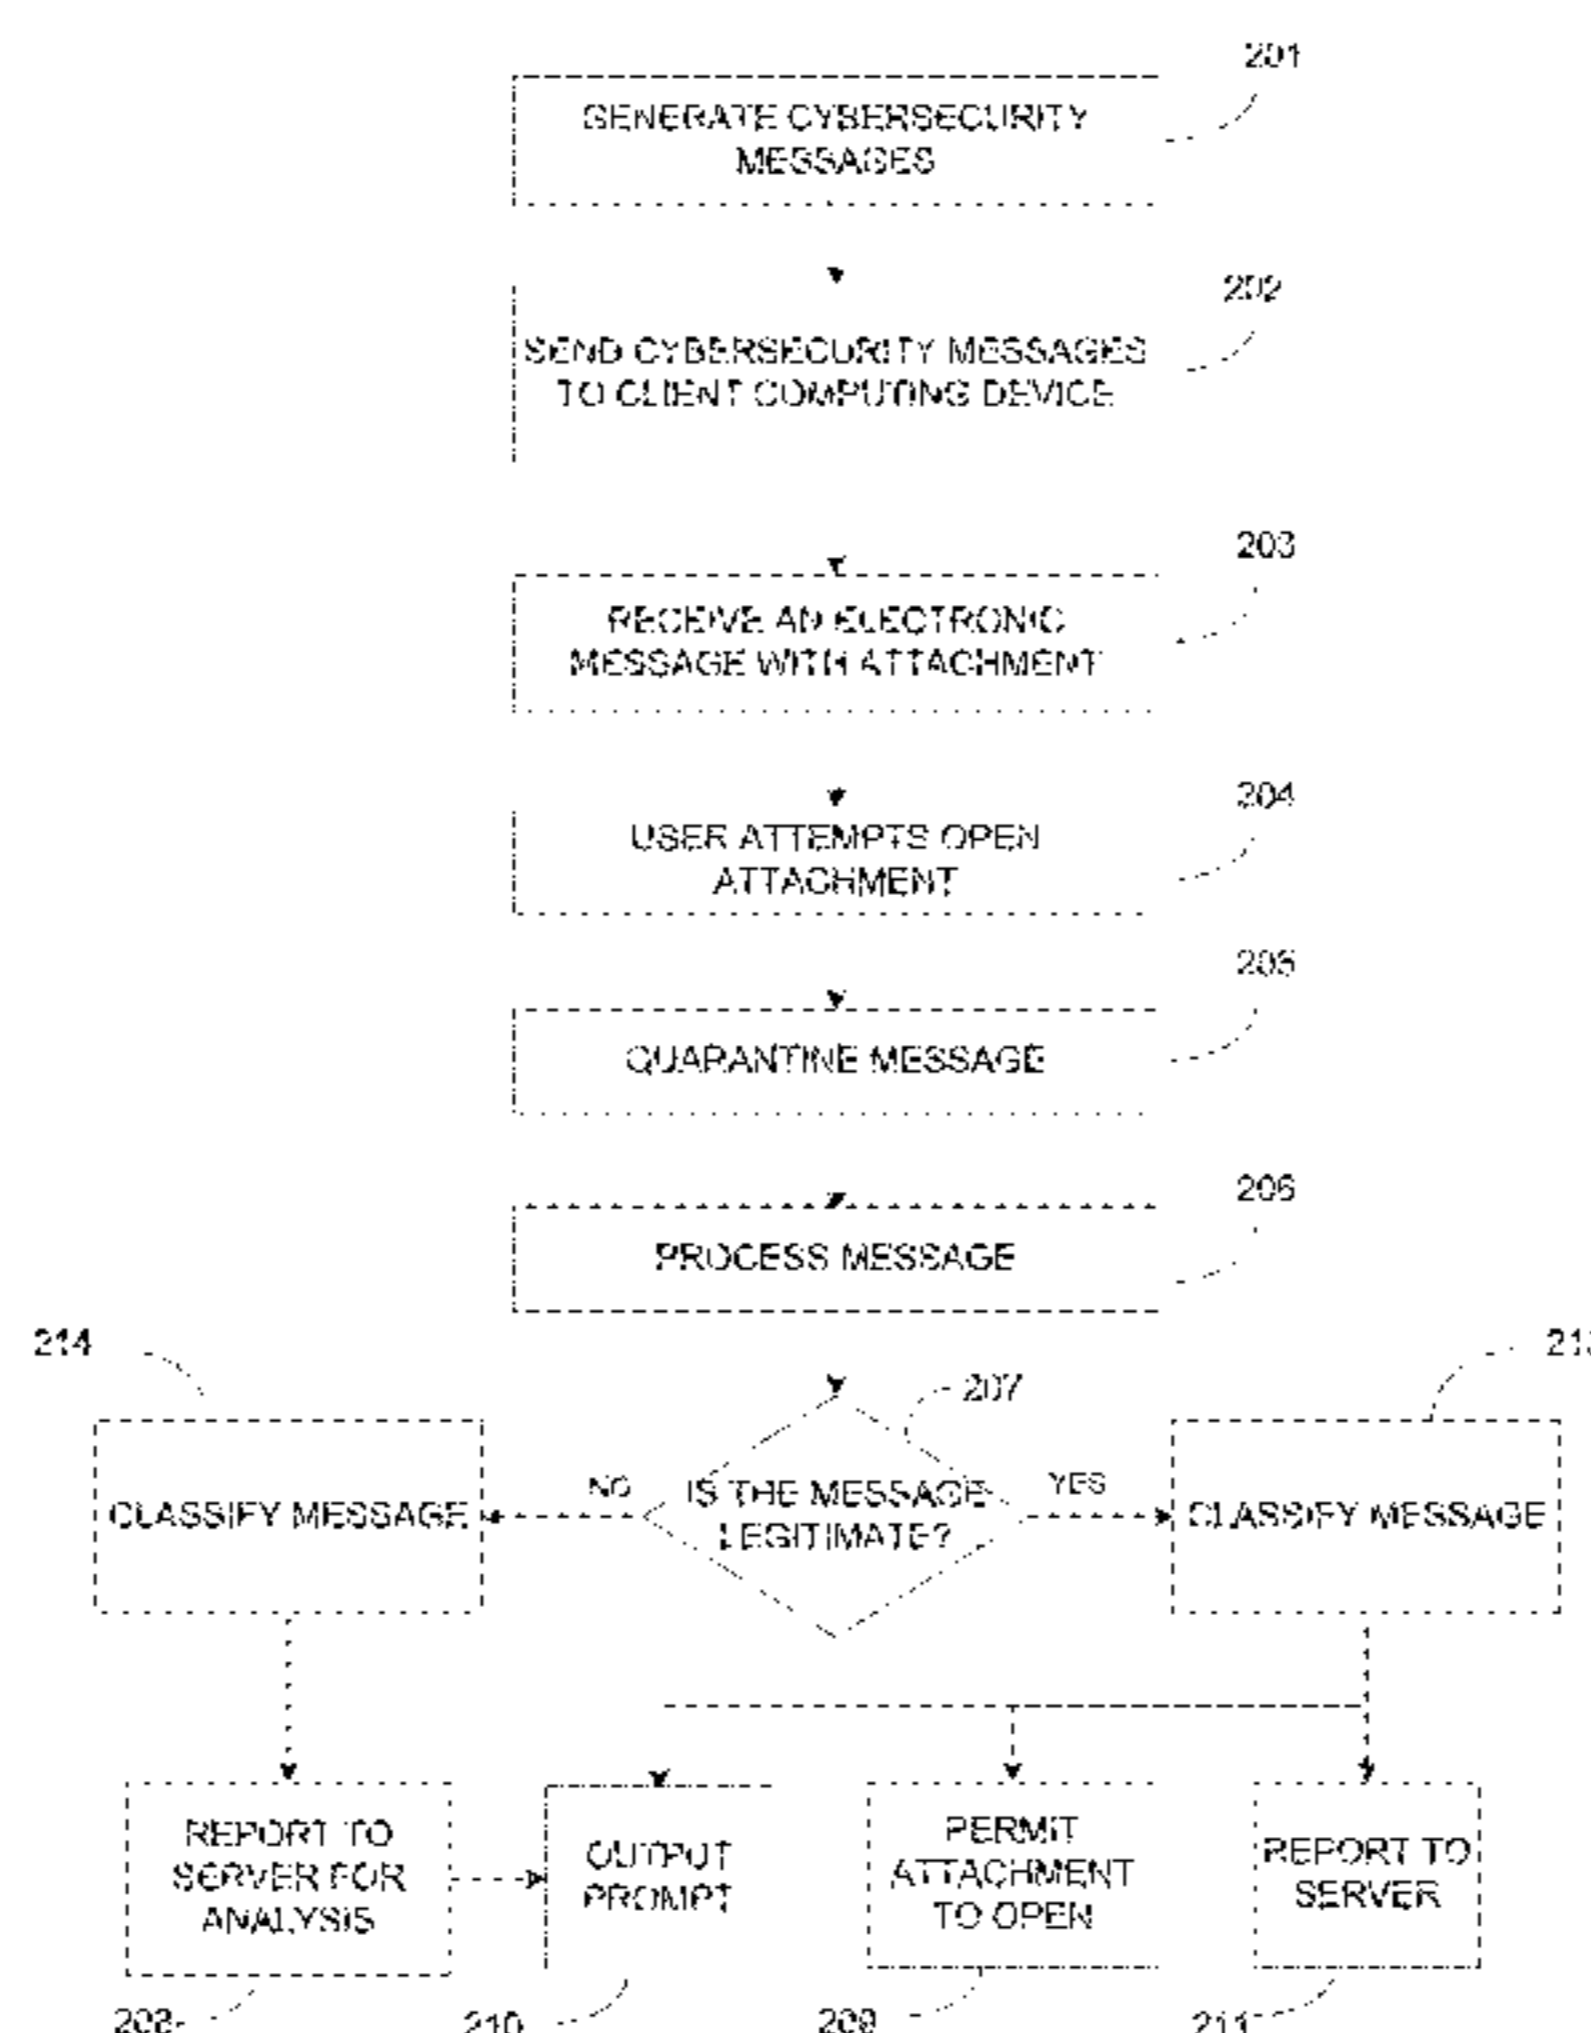 201
GENERATE CYBERSECURITY
MESSAGES
202
SEND CYBERSECURITY MESSAGES
TO CLIENT COMPUTING DEVICE
203
RECEIVE AN ELECTRONIC
MESSAGE WITH ATTACHMENT
204
USER ATTEMPTS OPEN
ATTACHMENT
205
QUARANTINE MESSAGE
206
PROCESS MESSAGE
214
207
CLASSIFY MESSAGE
NO
IS THE MESSAGE
LEGITIMATE?
YES
CLASSIFY MESSAGE
REPORT TO
SERVER FOR
ANALYSIS
OUTPUT
PROMPT
PERMIT
ATTACHMENT
TO OPEN
REPORT TO
SERVER
208
210
209
211